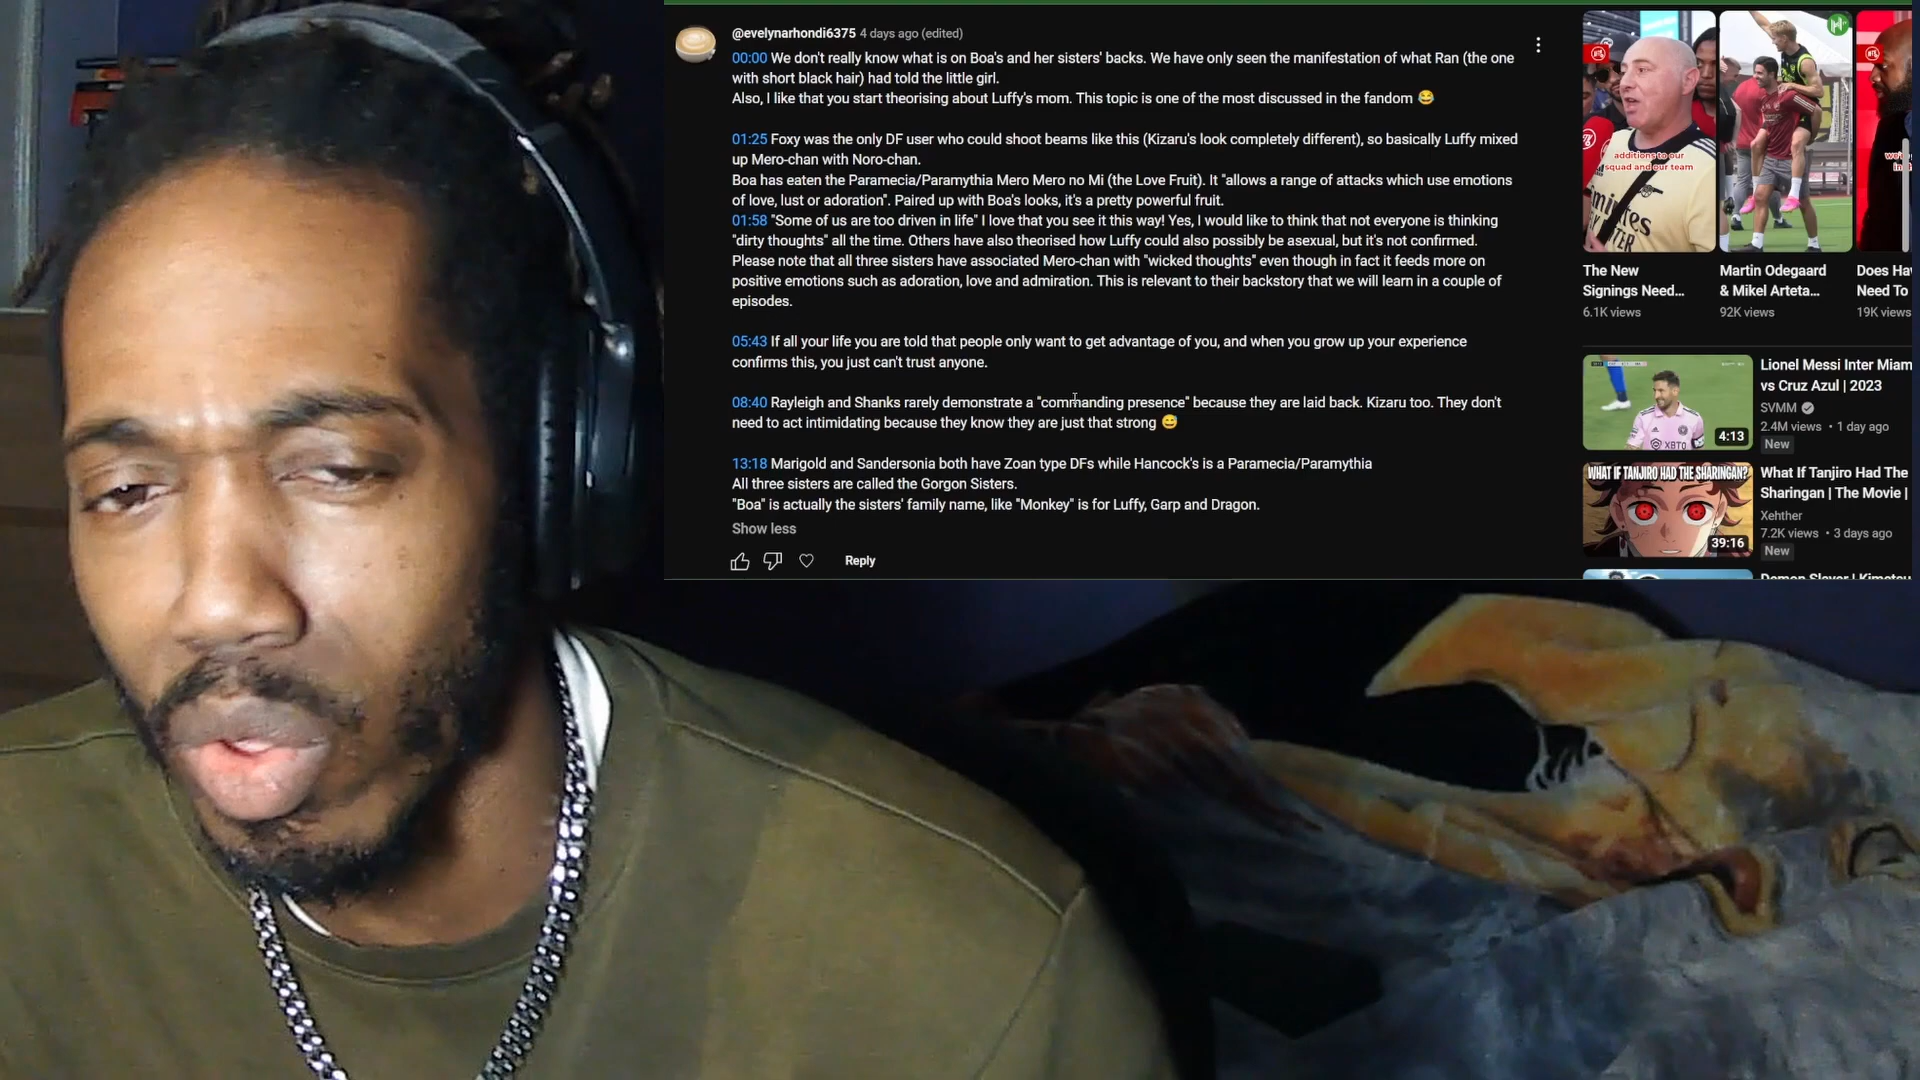 @evelynarhondi6375 4 days ago (edited)
00:00 We don't really know what is on Boa's and her sisters' backs. We have only seen the manifestation of what Ran (the one
with short black hair) had told the little girl.
Also, I like that you start theorising about Luffy's mom. This topic is one of the most discussed in the fandom 😂
01:25 Foxy was the only DF user who could shoot beams like this (Kizaru's look completely different), so basically Luffy mixed
up Mero-chan with Noro-chan.
Boa has eaten the Paramecia/Paramythia Mero Mero no Mi (the Love Fruit). It "allows a range of attacks which use emotions
of love, lust or adoration". Paired up with Boa's looks, it's a pretty powerful fruit.
01:58 "Some of us are too driven in life" I love that you see it this way! Yes, I would like to think that not everyone is thinking
"dirty thoughts" all the time. Others have also theorised how Luffy could also possibly be asexual, but it's not confirmed.
Please note that all three sisters have associated Mero-chan with "wicked thoughts" even though in fact it feeds more on
positive emotions such as adoration, love and admiration. This is relevant to their backstory that we will learn in a couple of
episodes.
05:43 If all your life you are told that people only want to get advantage of you, and when you grow up your experience
confirms this, you just can't trust anyone.
08:40 Rayleigh and Shanks rarely demonstrate a "commanding presence" because they are laid back. Kizaru too. They don't
need to act intimidating because they know they are just that strong 😅
13:18 Marigold and Sandersonia both have Zoan type DFs while Hancock's is a Paramecia/Paramythia
All three sisters are called the Gorgon Sisters.
"Boa" is actually the sisters' family name, like "Monkey" is for Luffy, Garp and Dragon.
Show less
Reply
additions to our
squad and our team
The New
Signings Need...
6.1K views
Martin Odegaard
& Mikel Arteta...
92K views
Does Ha
Need To
19K views
4:13
Lionel Messi Inter Miam
vs Cruz Azul | 2023
SVMM
2.4M views • 1 day ago
New
WHAT IF TANJIRO HAD THE SHARINGAN?
39:16
What If Tanjiro Had The
Sharingan | The Movie |
Xehther
7.2K views • 3 days ago
New